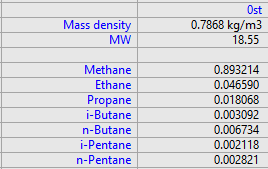 0st
Mass density 0.7868 kg/m3
MW 18.55
Methane 0.893214
Ethane 0.046590
Propane 0.018068
i-Butane 0.003092
n-Butane 0.006734
i-Pentane 0.002118
n-Pentane 0.002821